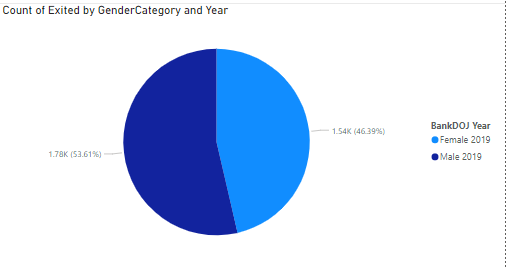 Count of Exited by GenderCategory and Year
1.54K (46.39%)
1.78K (53.61%)
BankDOJ Year
Female 2019
Male 2019